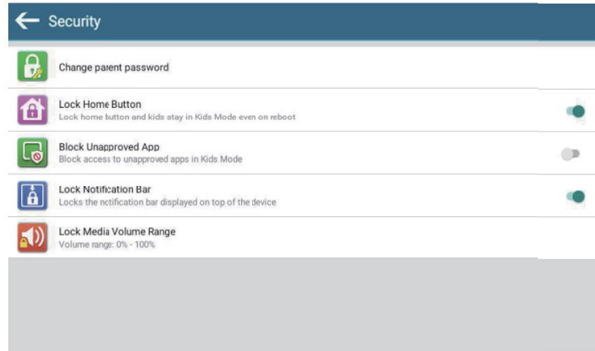 Security
Change parent password
Lock Home Button
Lock home button and kids stay in Kids Mode even on reboot
Block Unapproved App
Block access to unapproved apps in Kids Mode
Lock Notification Bar
Locks the notification bar displayed on top of the device
Lock Media Volume Range
Volume range: 0% - 100%